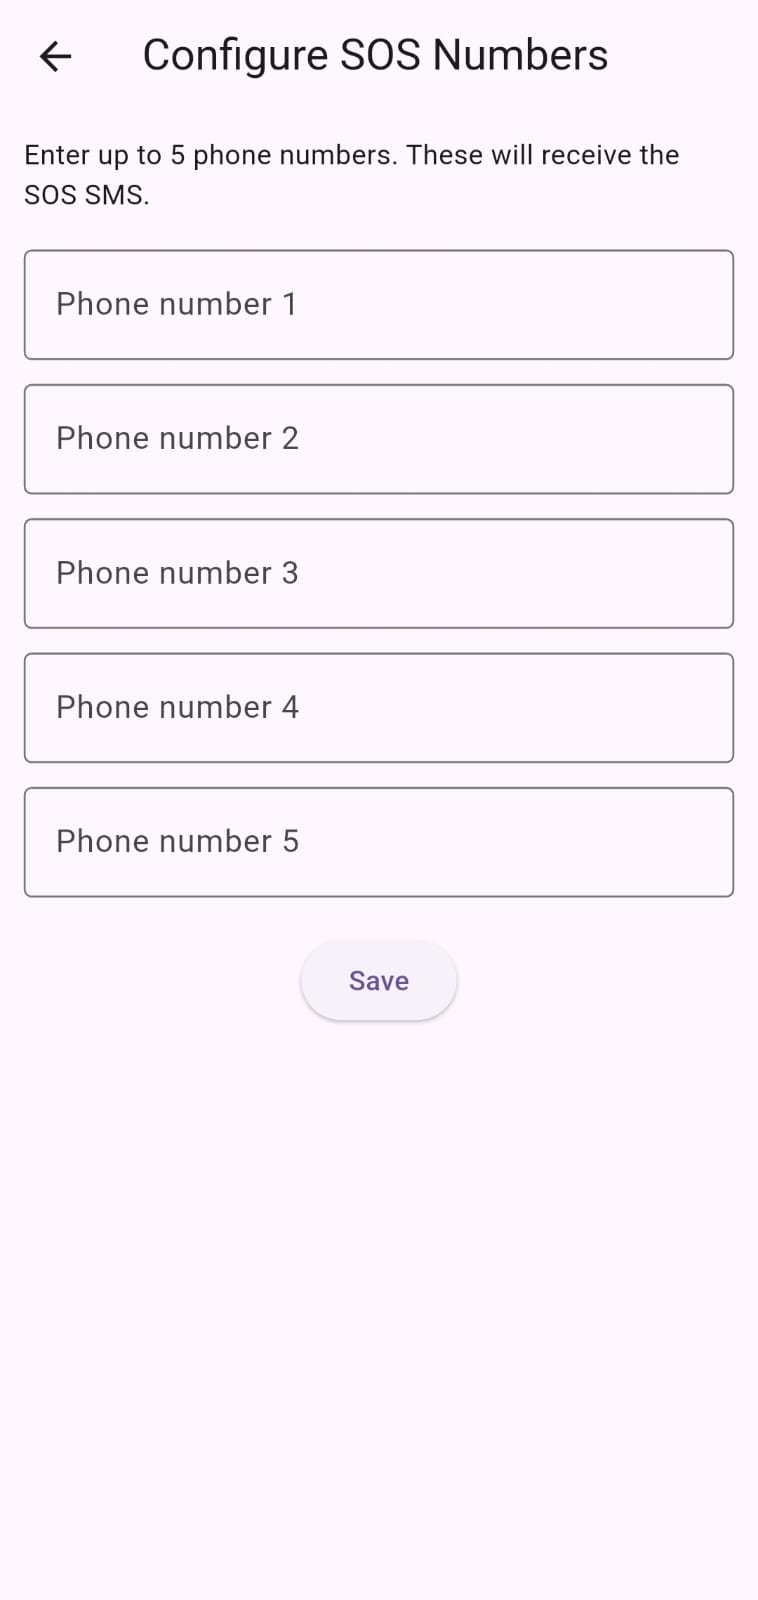 Configure SOS Numbers
Enter up to 5 phone numbers. These will receive the
SOS SMS.
Phone number 1
Phone number 2
Phone number 3
Phone number 4
Phone number 5
Save